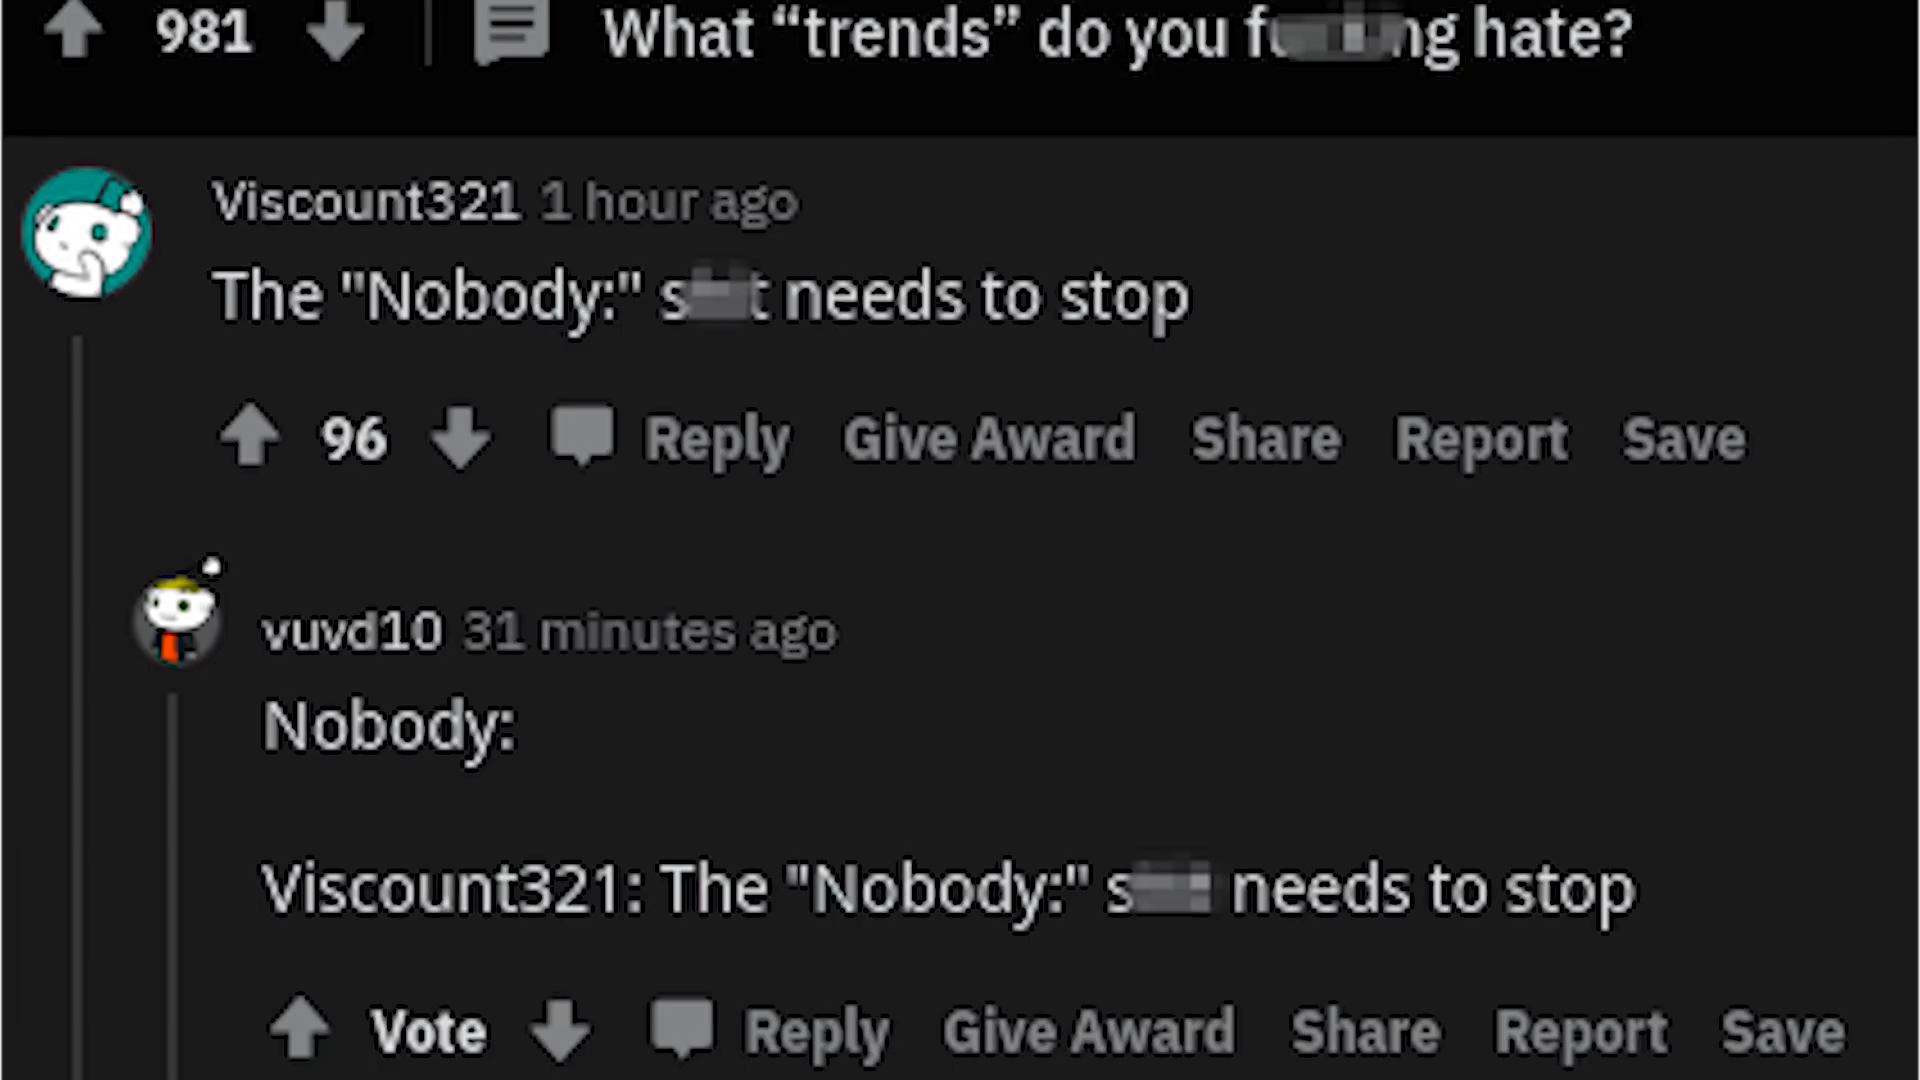 981 What “trends” do you hate?
Viscount321 1 hour ago
The "Nobody:" needs to stop
96 Reply Give Award Share Report Save
vuvd10 31 minutes ago
Nobody:
Viscount321: The "Nobody:" needs to stop
Vote Reply Give Award Share Report Save